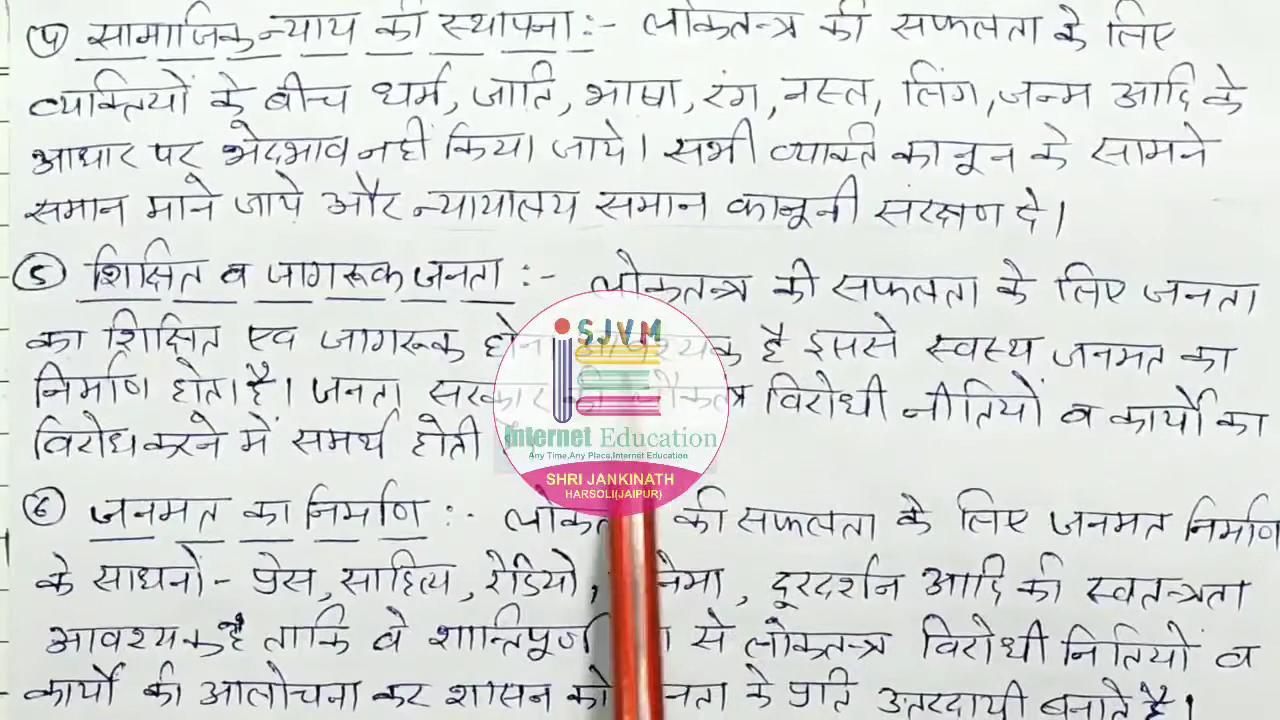 ④ सामाजिक न्याय की स्थापना :- लोकतन्त्र की सफलता के लिए
व्यक्तियों के बीच धर्म, जाति, भाषा, रंग, नस्ल, लिंग, जन्म आदि के
आधार पर भेदभाव नहीं किया जाये। सभी व्यक्ति कानून के सामने
समान माने जाये और न्यायालय समान कानूनी संरक्षण दे।
⑤ शिक्षित व जागरूक जनता :- लोकतन्त्र की सफलता के लिए जनता
का शिक्षित एव जागरूक होना आवश्यक है इससे स्वस्थ जनमत का
निर्माण होता है। जनता सरकार की विरोधी नीतियों व कार्यो का
विरोध करने में समर्थ होती
SJVM
Internet Education
Any Time,Any Place,Internet Education
SHRI JANKINATH
HARSOLI(JAIPUR)
⑥ जनमत का निर्माण :- की सफलता के लिए जनमत निर्माण
के साधनो - प्रेस, साहित्य, रेडियो, दूरदर्शन आदि की स्वतन्त्रता
आवश्यक है ताकि वे से लोकतन्त्र विरोधी नितियों व
कार्यो की आलोचना कर शासन को के प्रति उत्तरदायी बनाते है।